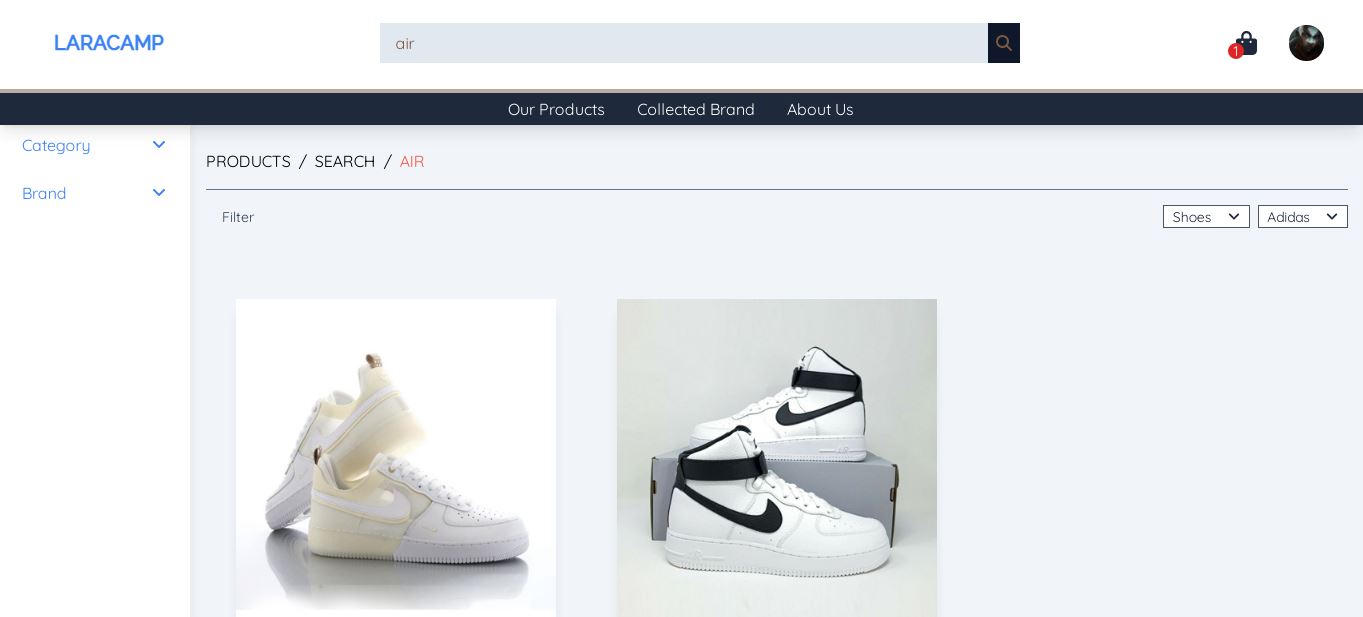 LARACAMP
air
1
Our Products
Collected Brand
About Us
Category
Brand
PRODUCTS / SEARCH / AIR
Filter
Shoes
Adidas